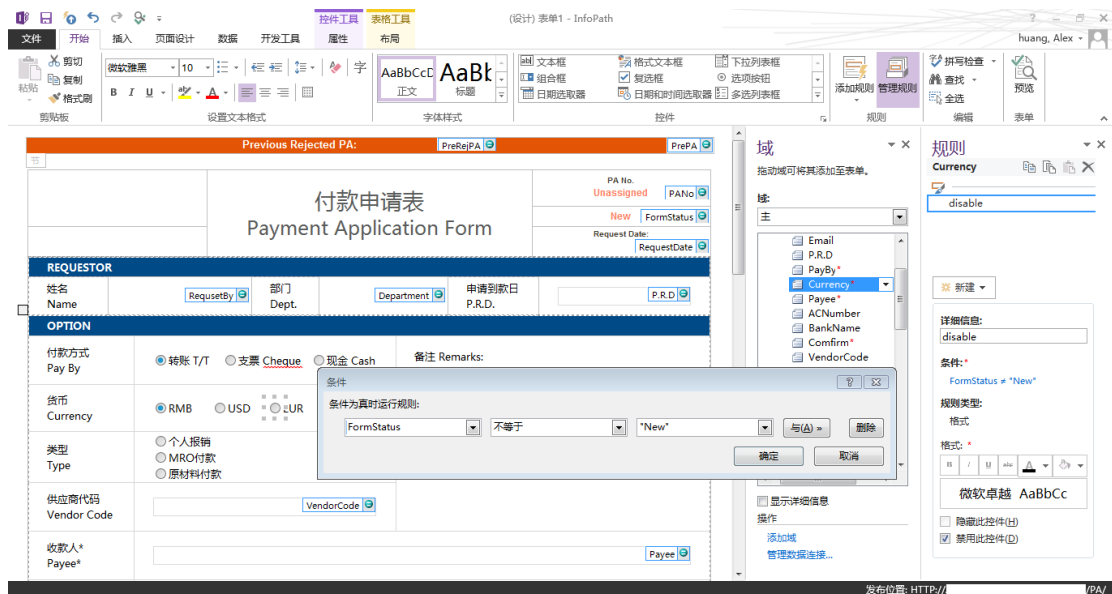 控件工具 表格工具 (设计) 表单1 - InfoPath
文件 开始 插入 页面设计 数据 开发工具 属性 布局 huang, Alex
粘贴 剪切 复制 格式刷
剪贴板
微软雅黑 10
B I U
设置文本格式
AaBbCcD 正文 AaBb 标题
字体样式
文本框 格式文本框 下拉列表框
组合框 复选框 选项按钮
日期选取器 日期和时间选取器 多选列表框
控件
添加规则 管理规则
规则
拼写检查
查找
全选
编辑
预览
表单
Previous Rejected PA: PreRejPA PrePA
付款申请表
Payment Application Form
PA No.
Unassigned PANo
New FormStatus
Request Date:
RequestDate
REQUESTOR
姓名
Name
RequsetBy
部门
Dept.
Department
申请到款日
P.R.D.
P.R.D
OPTION
付款方式
Pay By
转账 T/T 支票 Cheque 现金 Cash
备注 Remarks:
货币
Currency
RMB USD EUR
类型
Type
个人报销
MRO付款
原材料付款
供应商代码
Vendor Code
VendorCode
收款人*
Payee*
Payee
条件
条件为真时运行规则:
FormStatus 不等于 "New" 与(A) » 删除
确定 取消
域
拖动域可将其添加至表单。
域:
主
Email
P.R.D
PayBy*
Currency*
Payee*
ACNumber
BankName
Comfirm*
VendorCode
显示详细信息
操作
添加域
管理数据连接...
规则
Currency
disable
新建
详细信息:
disable
条件:*
FormStatus ≠ "New"
规则类型:
格式
格式: *
B I U abc A
微软卓越 AaBbCc
隐藏此控件(H)
禁用此控件(D)
发布位置: HTTP:// /PA/